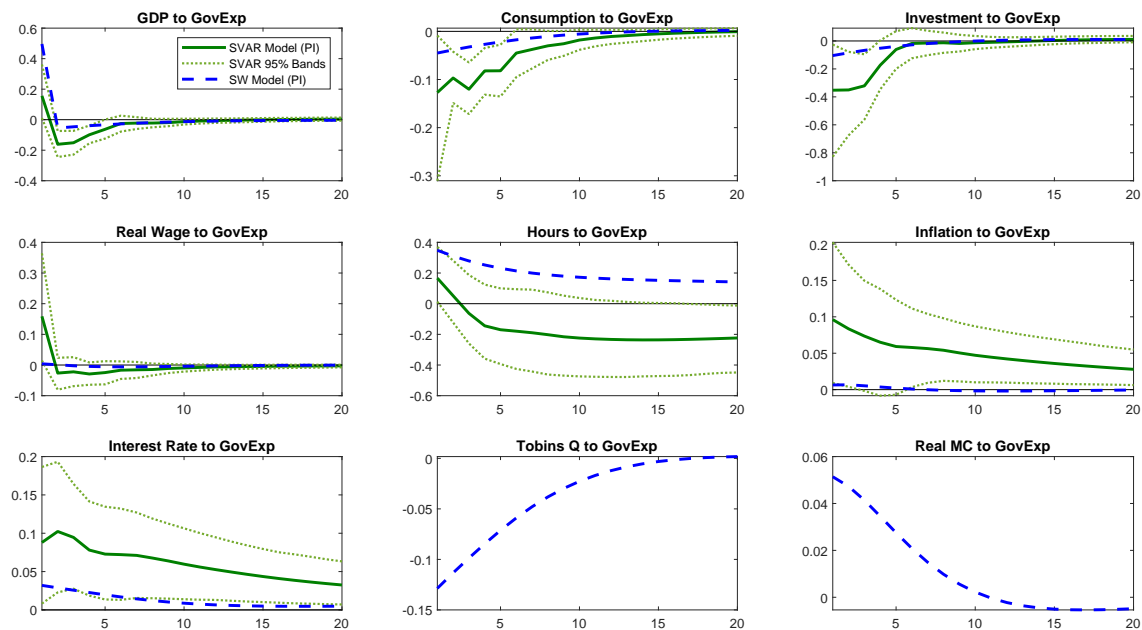 GDP to GovExp
0.6
0.4
0.2
0
-0.2
-0.4
5 10 15 20
SVAR Model (PI)
SVAR 95% Bands
SW Model (PI)
Consumption to GovExp
0
-0.1
-0.2
-0.3
5 10 15 20
Investment to GovExp
0
-0.2
-0.4
-0.6
-0.8
-1
5 10 15 20
Real Wage to GovExp
0.4
0.3
0.2
0.1
0
-0.1
5 10 15 20
Hours to GovExp
0.4
0.2
0
-0.2
-0.4
-0.6
5 10 15 20
Inflation to GovExp
0.2
0.15
0.1
0.05
0
5 10 15 20
Interest Rate to GovExp
0.2
0.15
0.1
0.05
0
5 10 15 20
Tobins Q to GovExp
0
-0.05
-0.1
-0.15
5 10 15 20
Real MC to GovExp
0.06
0.04
0.02
0
5 10 15 20